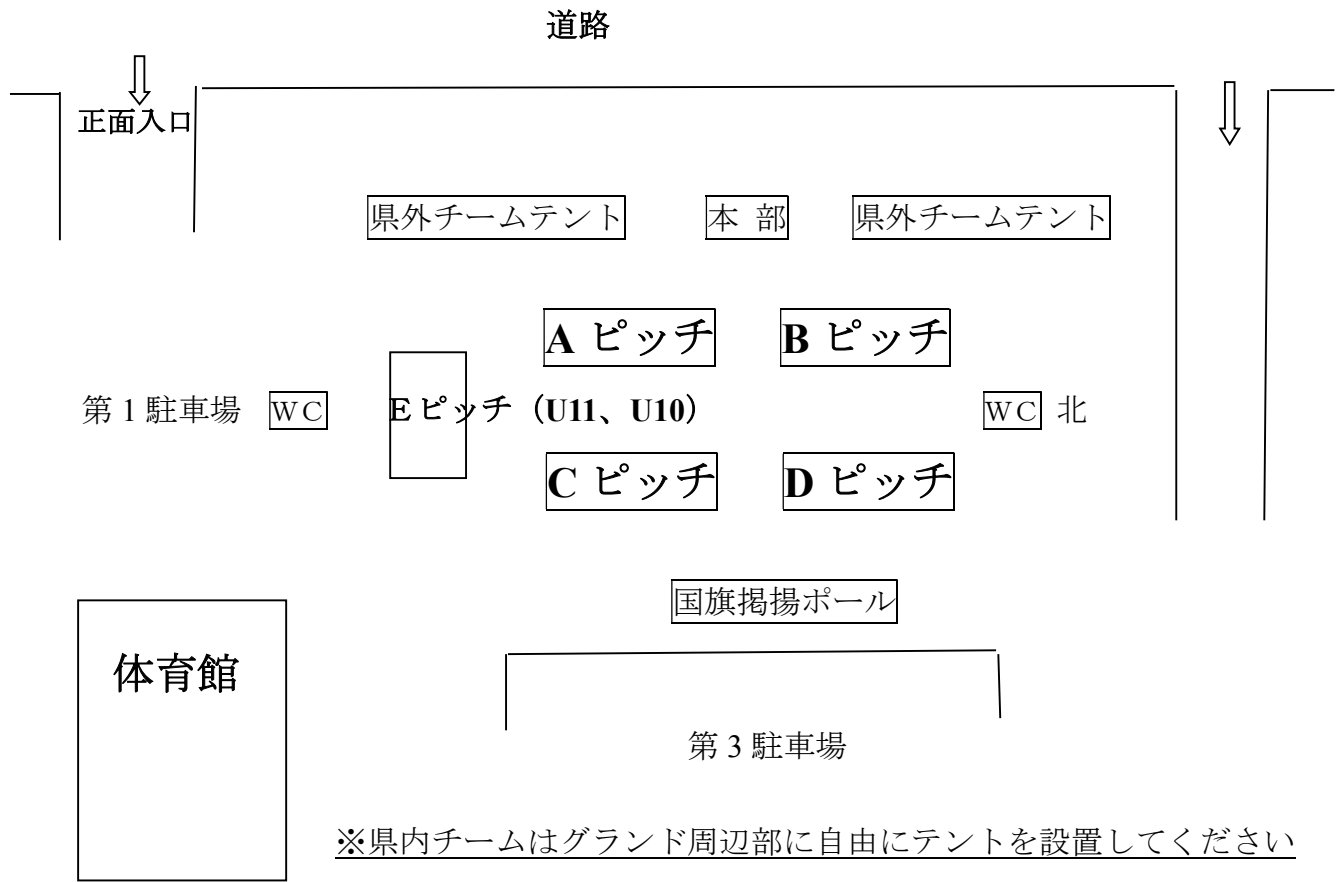 道路
正面入口
県外チームテント 本 部 県外チームテント
A ピッチ B ピッチ
第1駐車場 WC Eピッチ（U11、U10） WC 北
C ピッチ D ピッチ
国旗掲揚ポール
体育館
第3駐車場
※県内チームはグランド周辺部に自由にテントを設置してください